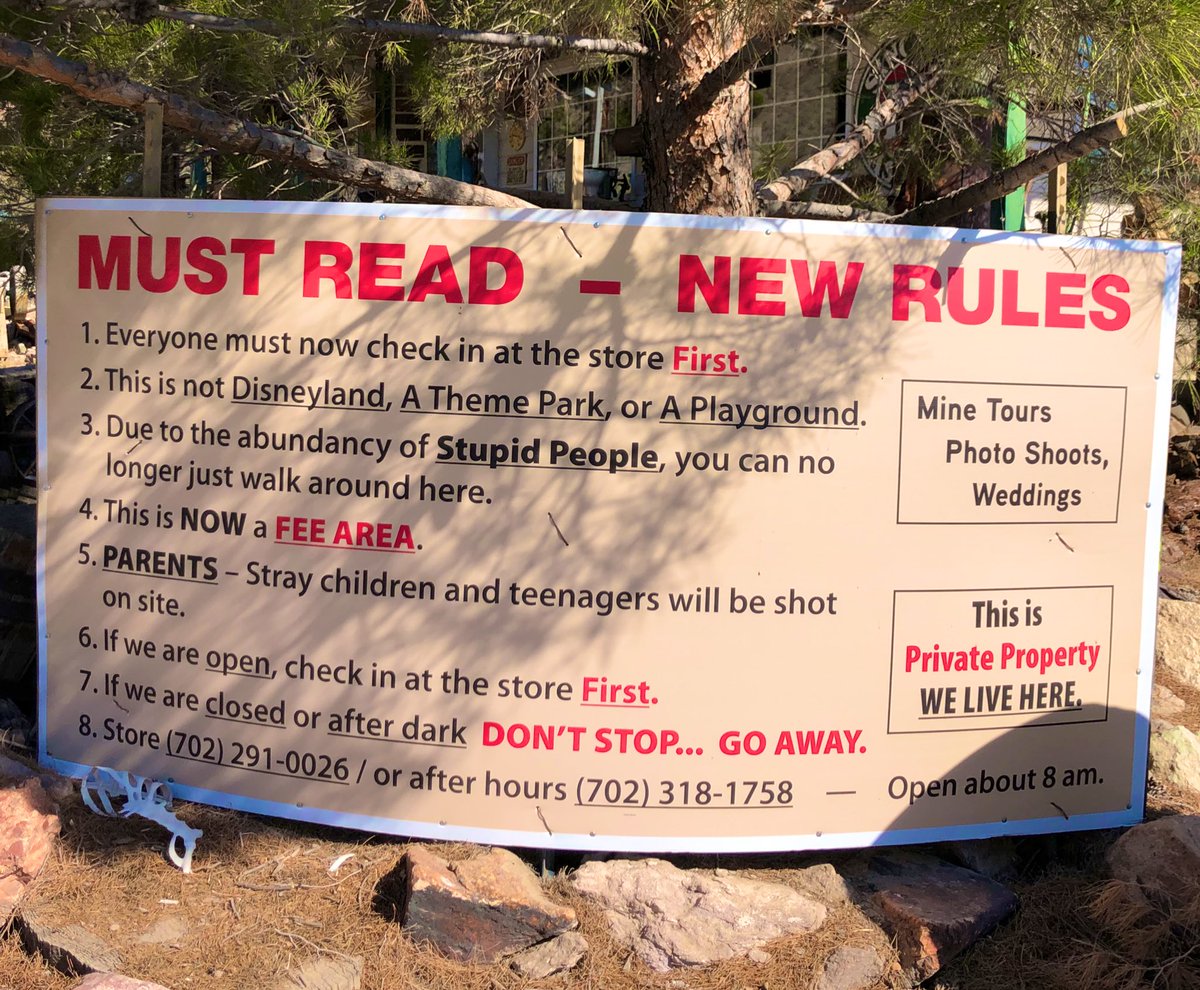 MUST READ – NEW RULES
1. Everyone must now check in at the store First.
2. This is not Disneyland, A Theme Park, or A Playground.
3. Due to the abundancy of Stupid People, you can no
longer just walk around here.
4. This is NOW a FEE AREA.
5. PARENTS – Stray children and teenagers will be shot
on site.
6. If we are open, check in at the store First.
7. If we are closed or after dark DON'T STOP... GO AWAY.
8. Store (702) 291-0026 / or after hours (702) 318-1758 — Open about 8 am.
Mine Tours
Photo Shoots,
Weddings
This is
Private Property
WE LIVE HERE.